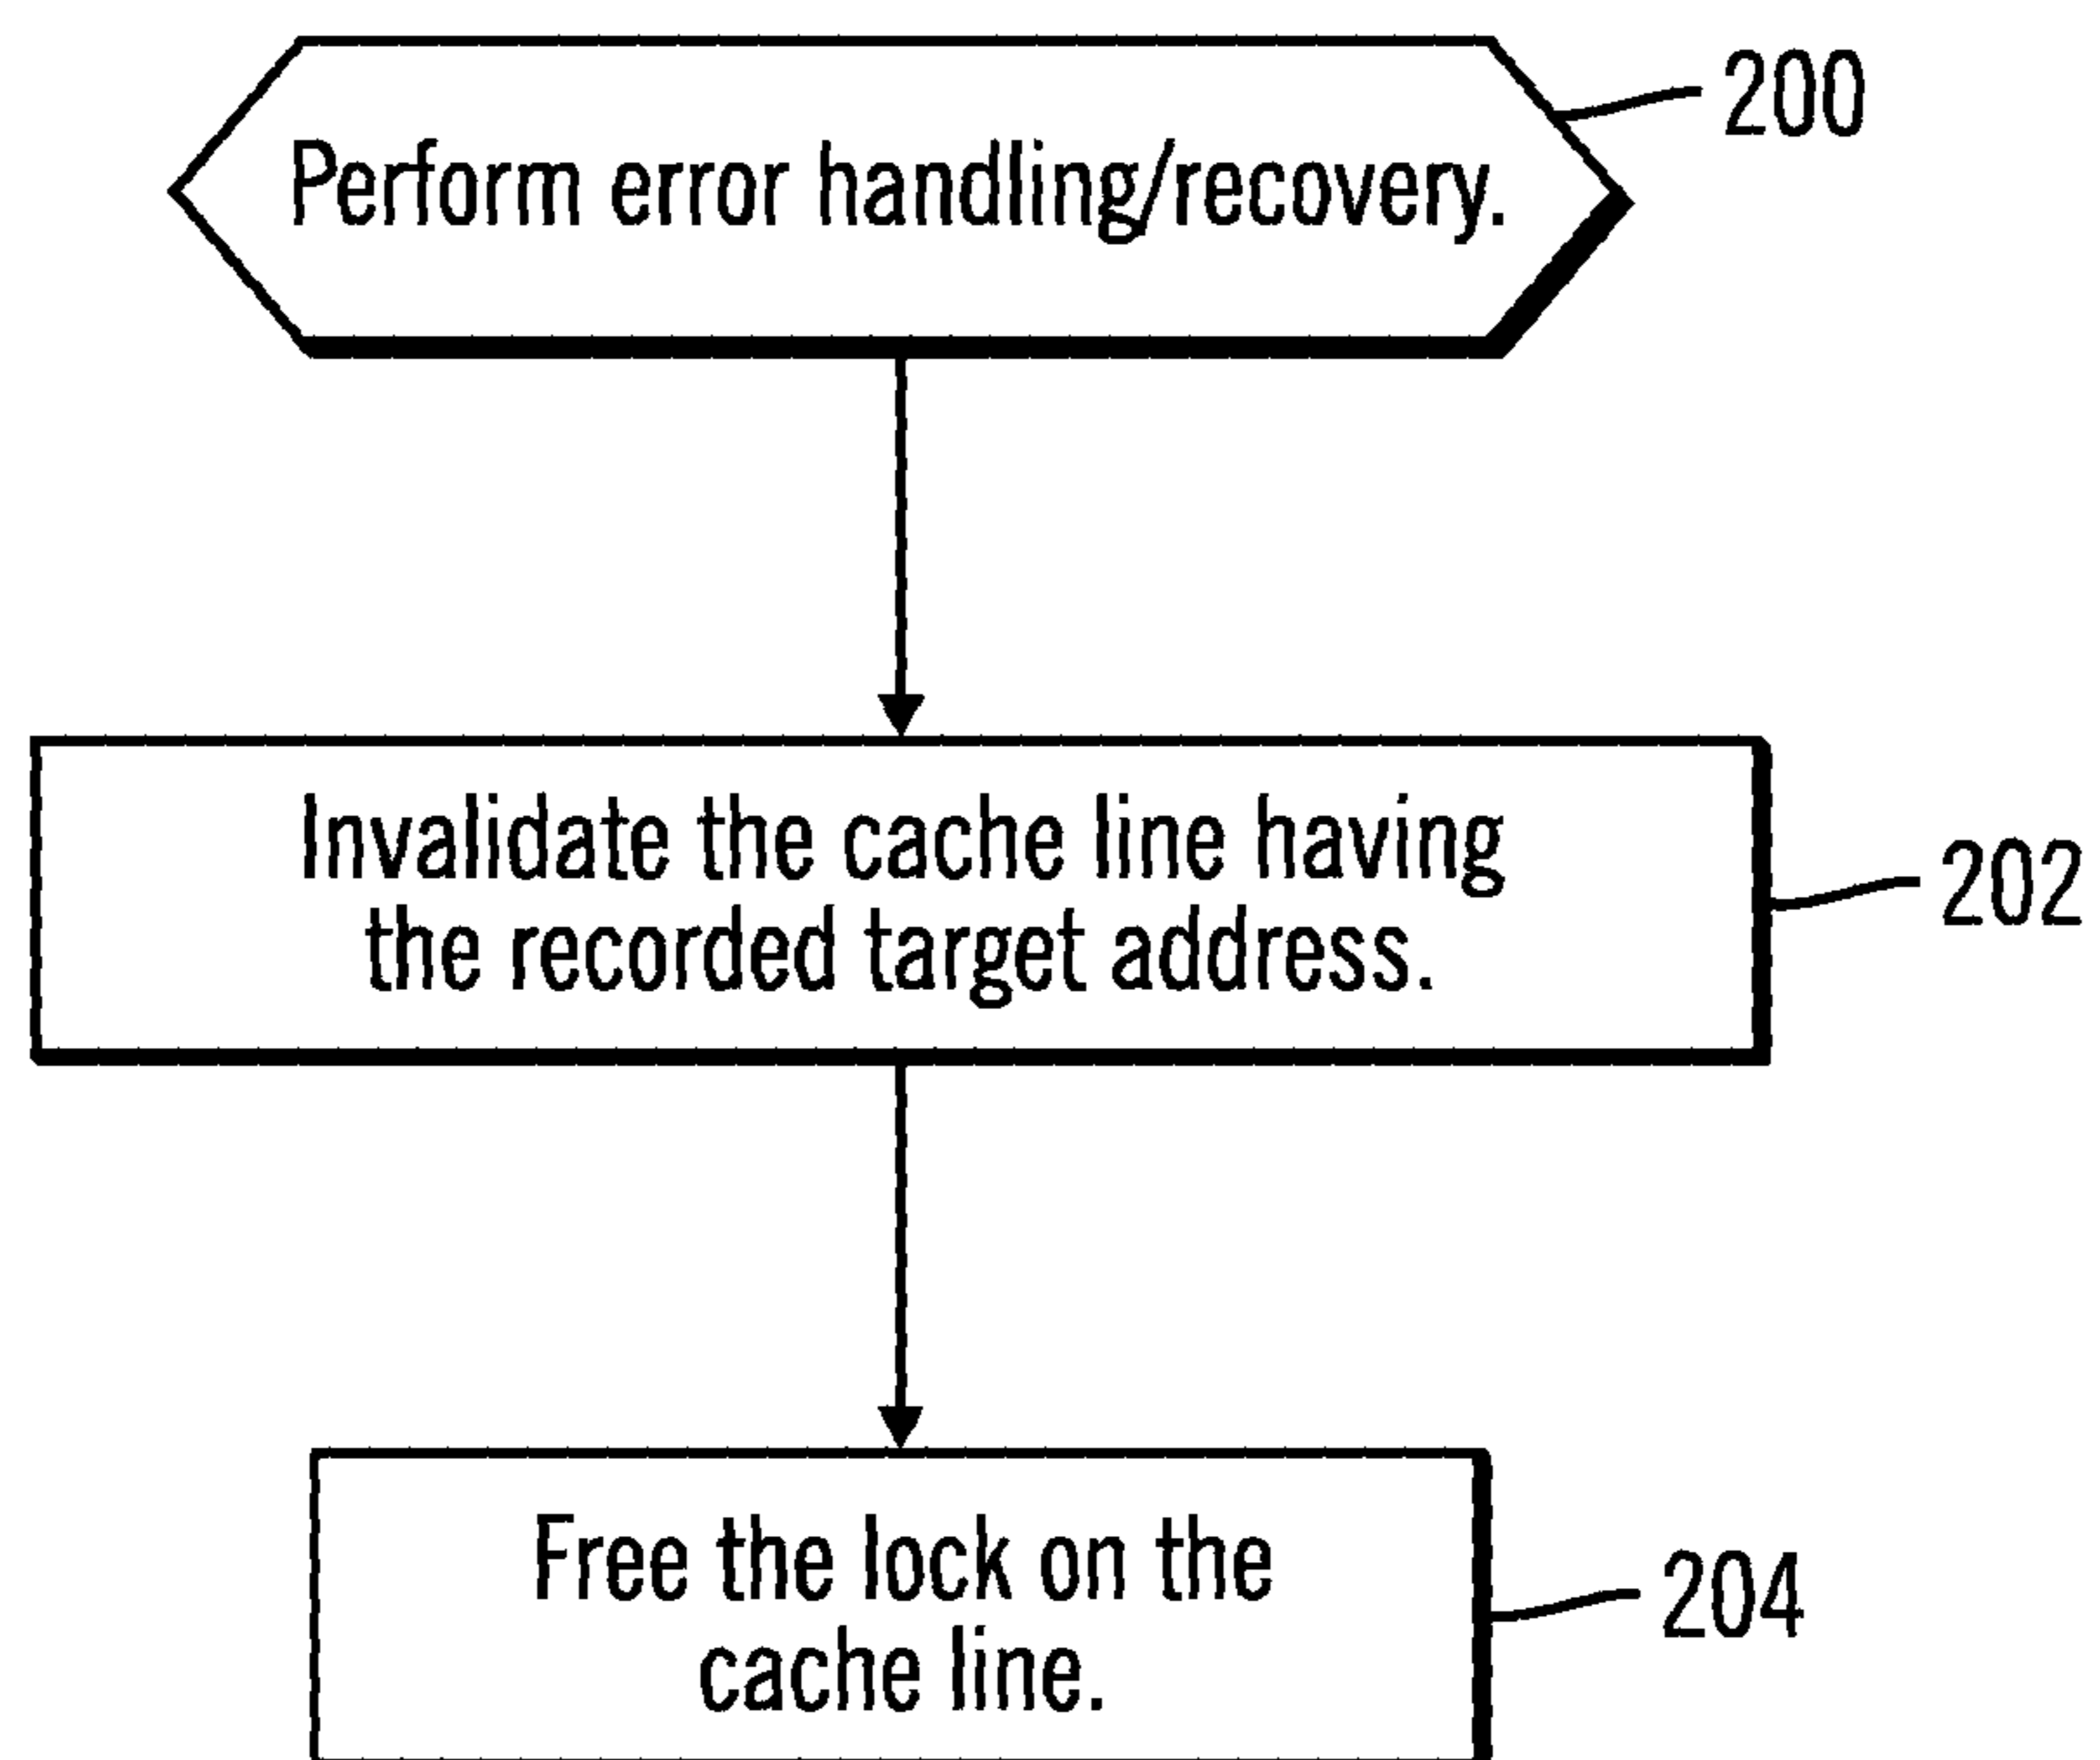 Perform error handling/recovery.
200
Invalidate the cache line having
the recorded target address.
202
Free the lock on the
cache line.
204